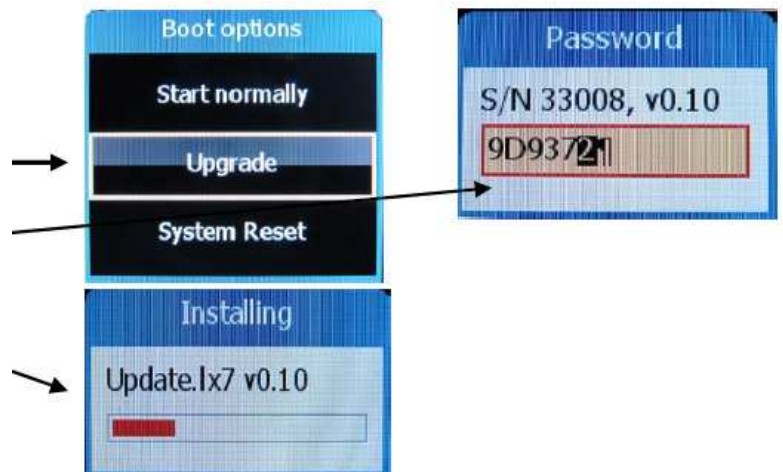 Boot options
Start normally
Upgrade
System Reset
Password
S/N 33008, v0.10
9D9372¶
Installing
Update.lx7 v0.10